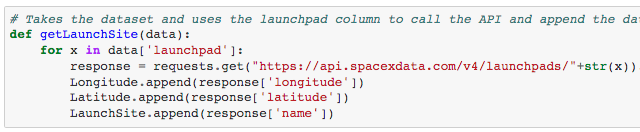 # Takes the dataset and uses the launchpad column to call the API and append the da
def getLaunchSite(data):
for x in data['launchpad']:
response = requests.get("https://api.spacexdata.com/v4/launchpads/"+str(x))
Longitude.append(response['longitude'])
Latitude.append(response['latitude'])
LaunchSite.append(response['name'])